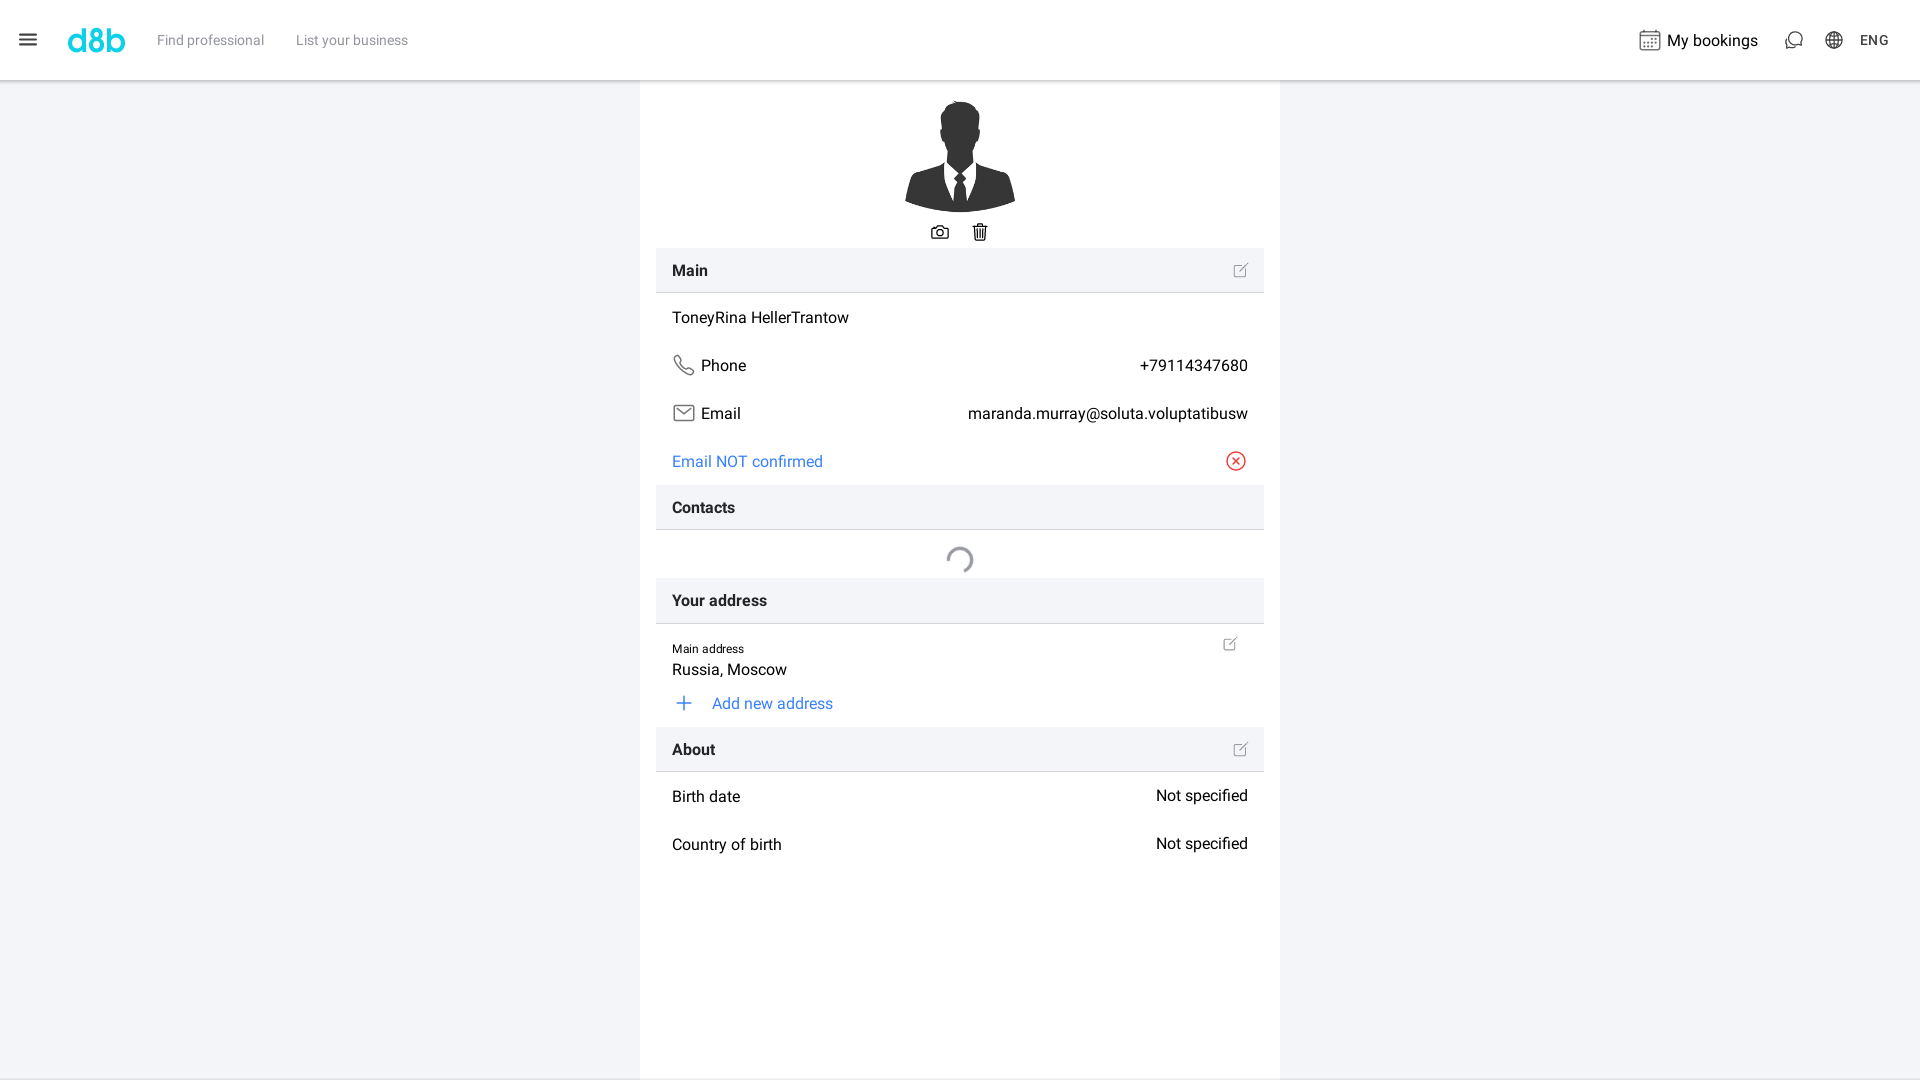 d8b
Find professional
List your business
My bookings
ENG
Main
ToneyRina HellerTrantow
Phone
+79114347680
Email
maranda.murray@soluta.voluptatibusw
Email NOT confirmed
Contacts
Your address
Main address
Russia, Moscow
Add new address
About
Birth date
Not specified
Country of birth
Not specified